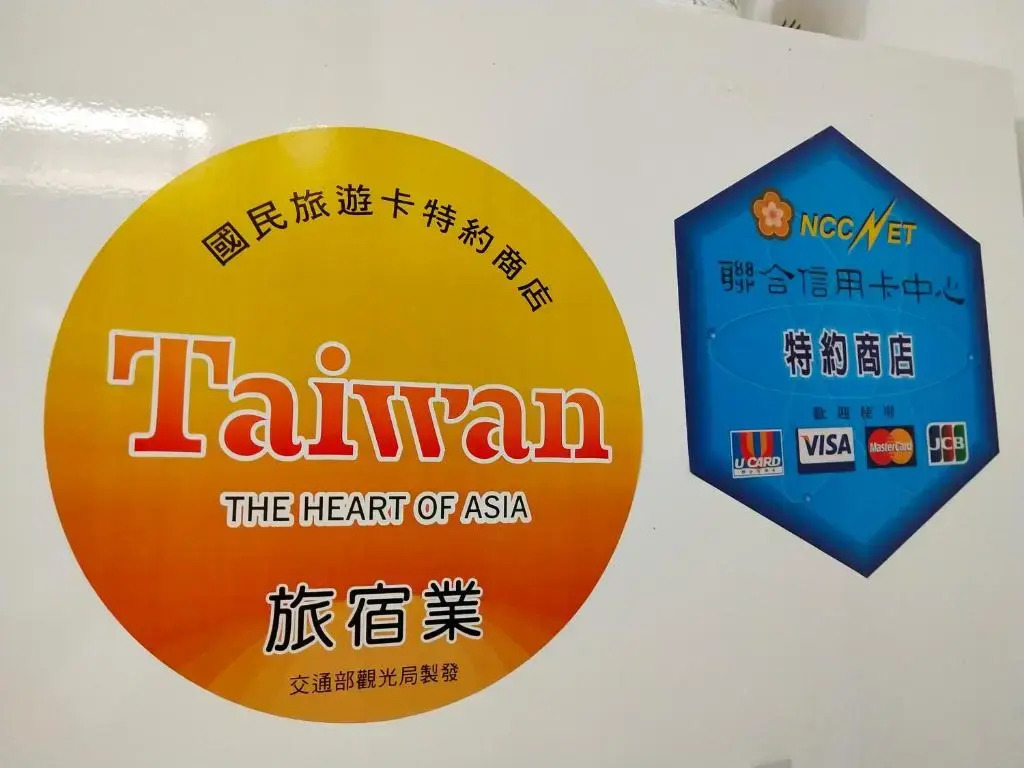 國民旅遊卡特約商店
Taiwan
THE HEART OF ASIA
旅宿業
交通部觀光局製發
NCCNET
聯合信用卡中心
特約商店
歡迎使用
U CARD
VISA
MasterCard
JCB